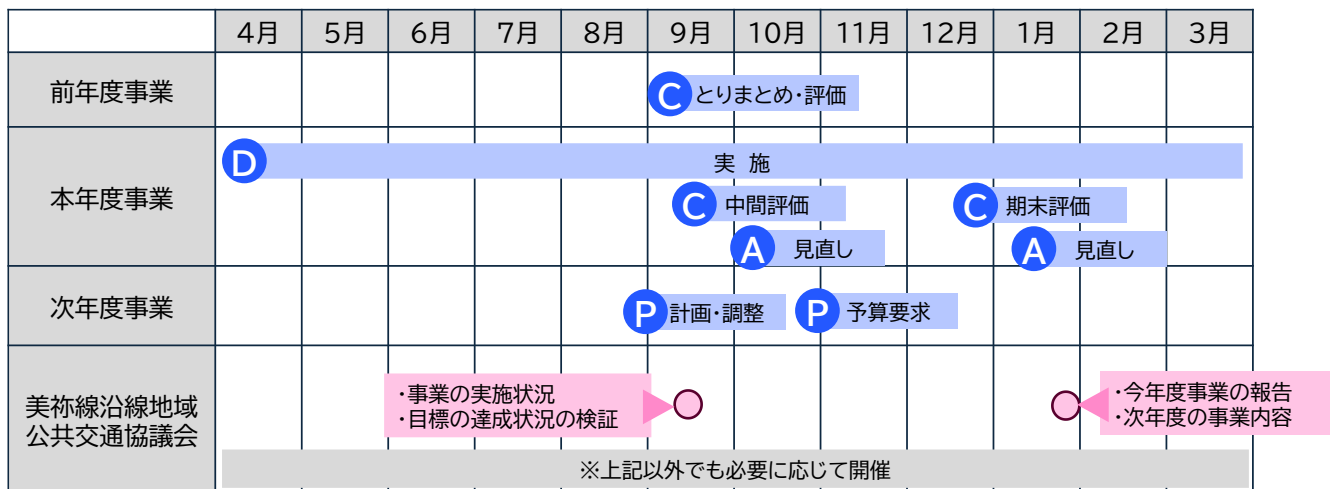 4月 5月 6月 7月 8月 9月 10月 11月 12月 1月 2月 3月
前年度事業
C とりまとめ・評価
本年度事業
D 実 施
C 中間評価
C 期末評価
A 見直し
A 見直し
次年度事業
P 計画・調整
P 予算要求
美祢線沿線地域
公共交通協議会
・事業の実施状況
・目標の達成状況の検証
・今年度事業の報告
・次年度の事業内容
※上記以外でも必要に応じて開催